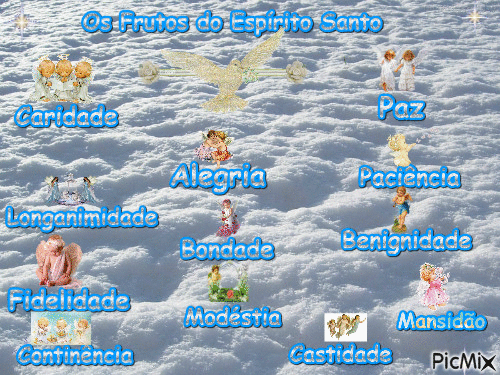 Os Frutos do Espírito Santo
Caridade
Paz
Alegria
Paciência
Longanimidade
Bondade
Benignidade
Fidelidade
Modéstia
Mansidão
Continência
Castidade
PicMix